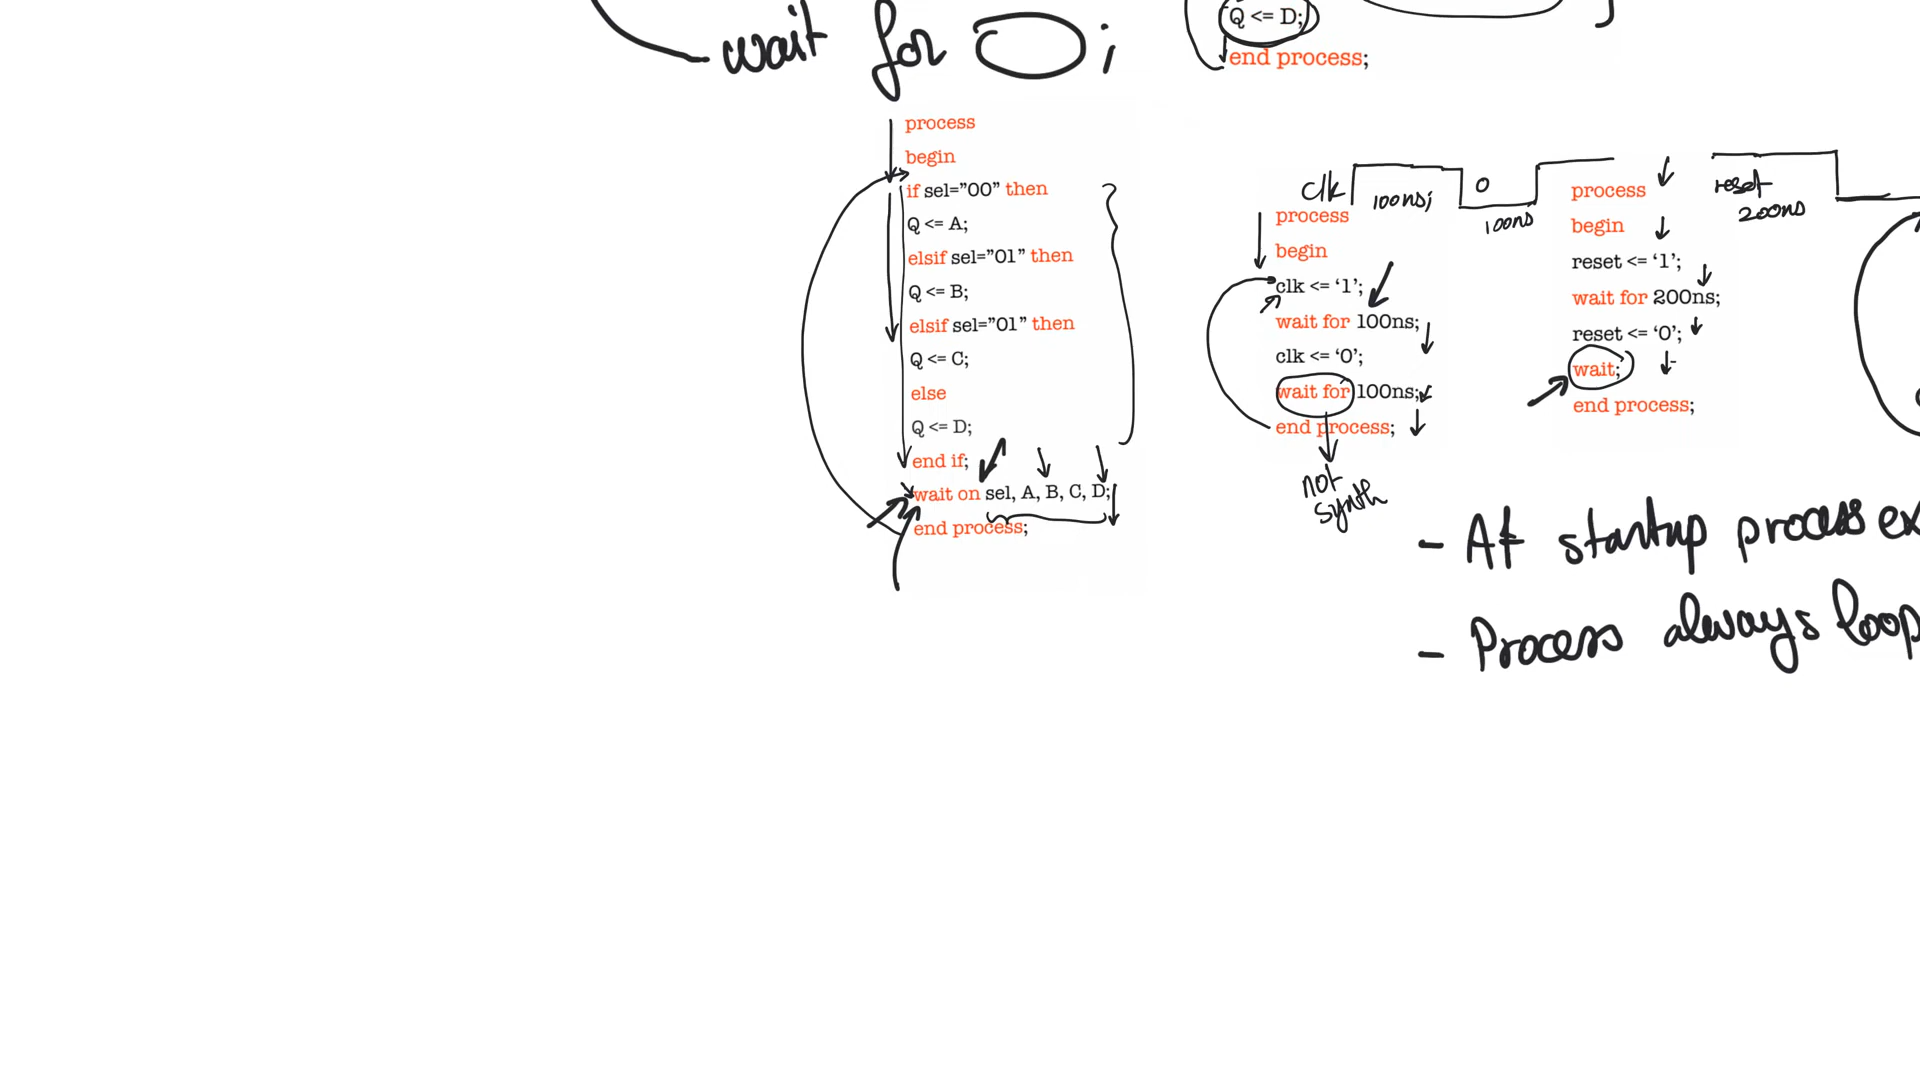 wait for ;
Q <= D;
end process;
process
begin
if sel="00" then
Q <= A;
elsif sel="01" then
Q <= B;
elsif sel="01" then
Q <= C;
else
Q <= D;
end if;
wait on sel, A, B, C, D;
end process;
clk 100ns; 0 100ns
process
begin
clk <= '1';
wait for 100ns;
clk <= '0';
wait for 100ns;
end process;
not
synth
reset
200ns
process
begin
reset <= '1';
wait for 200ns;
reset <= '0';
wait;
end process;
- At startup process ex
- Process always loop